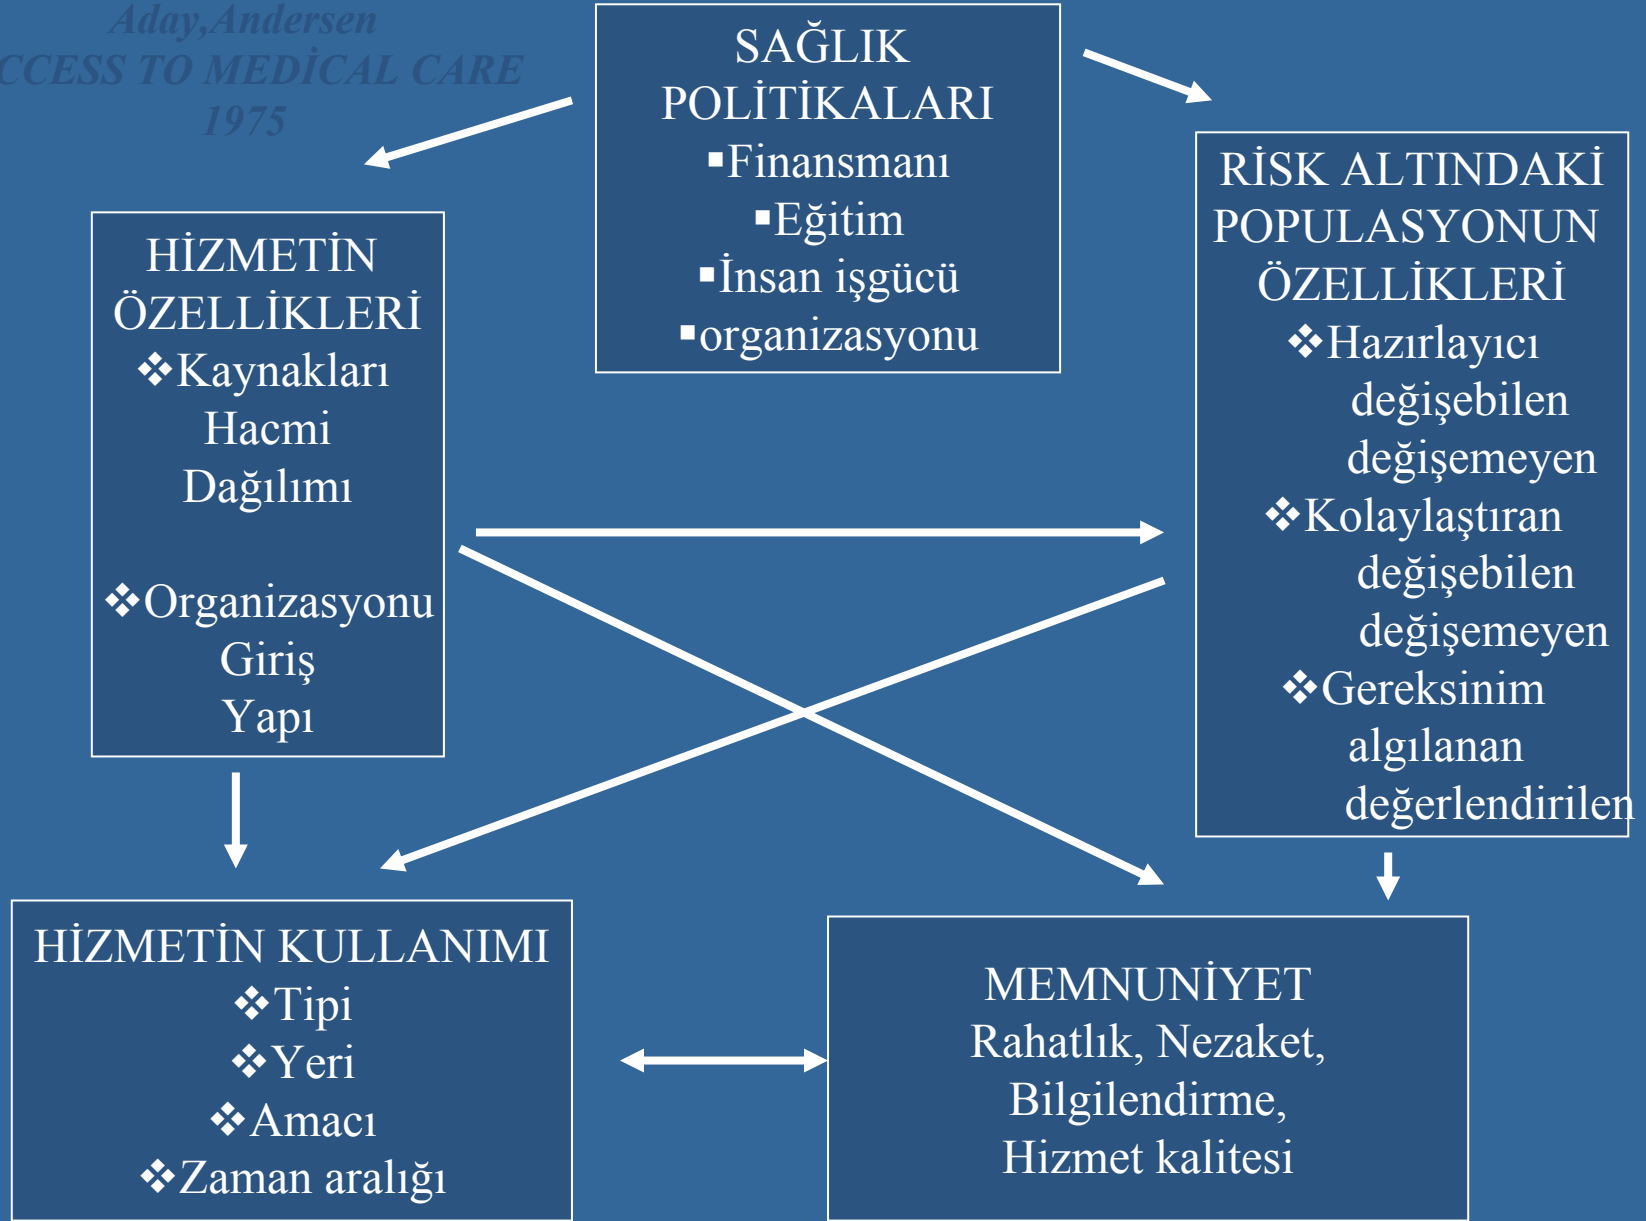 Aday,Andersen
CCESS TO MEDİCAL CARE
1975
SAĞLIK
POLİTİKALARI
▪Finansmanı
▪Eğitim
▪İnsan işgücü
▪organizasyonu
HİZMETİN
ÖZELLİKLERİ
❖Kaynakları
Hacmi
Dağılımı
❖Organizasyonu
Giriş
Yapı
RİSK ALTINDAKİ
POPULASYONUN
ÖZELLİKLERİ
❖Hazırlayıcı
değişebilen
değişemeyen
❖Kolaylaştıran
değişebilen
değişemeyen
❖Gereksinim
algılanan
değerlendirilen
HİZMETİN KULLANIMI
❖Tipi
❖Yeri
❖Amacı
❖Zaman aralığı
MEMNUNİYET
Rahatlık, Nezaket,
Bilgilendirme,
Hizmet kalitesi